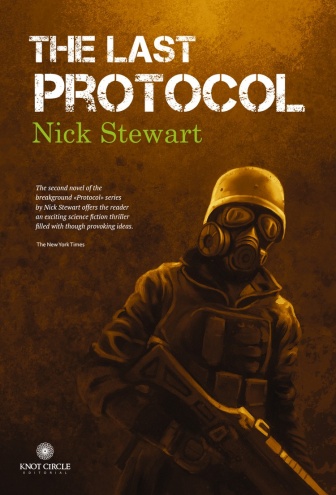 THE LAST
PROTOCOL
Nick Stewart
The second novel of the
breakground «Protocol» series
by Nick Stewart offers the reader
an exciting science fiction thriller
filled with though provoking ideas.
The New York Times
KNOT CIRCLE
EDITORIAL